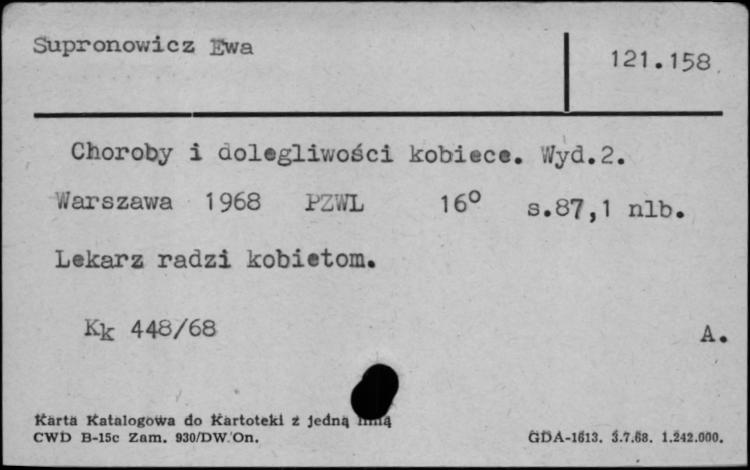 Supronowicz Ewa
121.158
Choroby i dolegliwości kobiece. Wyd.2.
Warszawa 1968 PZWL 16° s.87,1 nlb.
Lekarz radzi kobietom.
Kk 448/68
A.
Karta Katalogowa do Kartoteki z jedną
CWD B-15c Zam. 930/DW. On.
GDA-1613. 3.7.68. 1.242.000.